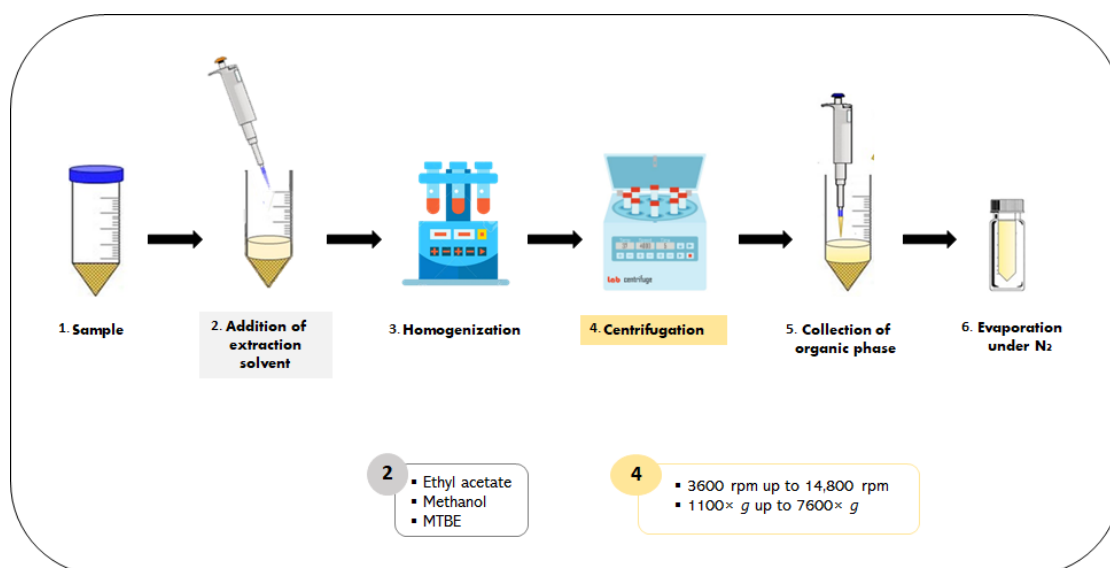 lab centrifuge
1. Sample
2. Addition of
extraction
solvent
3. Homogenization
4. Centrifugation
5. Collection of
organic phase
6. Evaporation
under N₂
2
▪ Ethyl acetate
▪ Methanol
▪ MTBE
4
▪ 3600 rpm up to 14,800 rpm
▪ 1100× g up to 7600× g